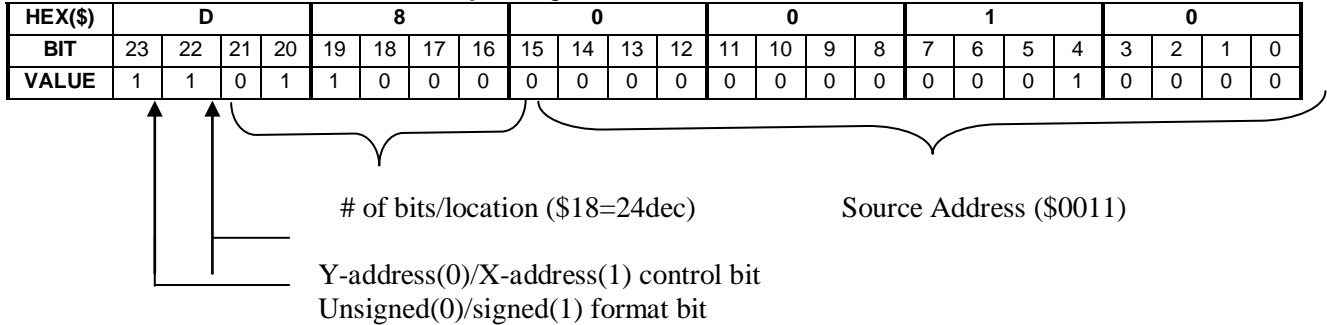 HEX($) D 8 0 0 1 0
BIT 23 22 21 20 19 18 17 16 15 14 13 12 11 10 9 8 7 6 5 4 3 2 1 0
VALUE 1 1 0 1 1 0 0 0 0 0 0 0 0 0 0 0 0 0 0 1 0 0 0 0
# of bits/location ($18=24dec) Source Address ($0011)
Y-address(0)/X-address(1) control bit
Unsigned(0)/signed(1) format bit